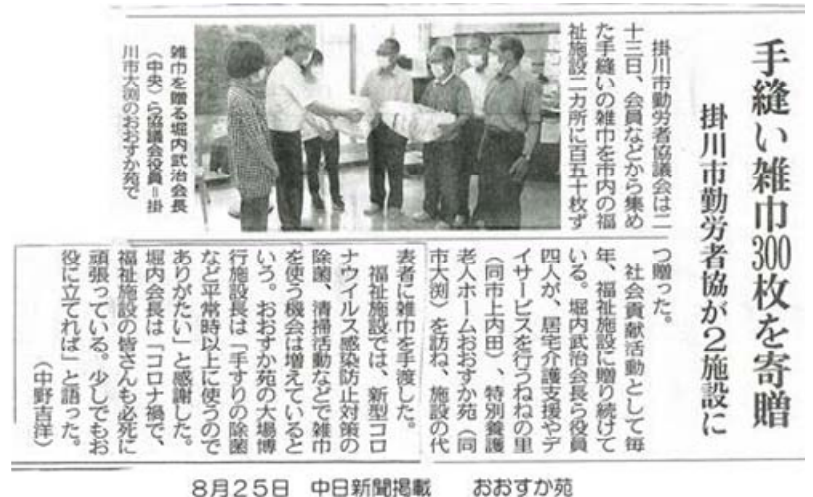 手縫い雑巾300枚を寄贈
掛川市勤労者協が2施設に
掛川市勤労者協議会は二
十三日、会員などから集め
た手縫いの雑巾を市内の福
祉施設二カ所に百五十枚ず
雑巾を贈る堀内武治会長
(中央)ら協議会役員=掛
川市大渕のおおすか苑で
つ贈った。
社会貢献活動として毎
年、福祉施設に贈り続けて
いる。堀内武治会長ら役員
四人が、居宅介護支援やデ
イサービスを行うねねの里
(同市上内田)、特別養護
老人ホームおおすか苑(同
市大渕)を訪ね、施設の代
表者に雑巾を手渡した。
福祉施設では、新型コロ
ナウイルス感染防止対策の
除菌、清掃活動などで雑巾
を使う機会は増えていると
いう。おおすか苑の大場博
行施設長は「手すりの除菌
など平常時以上に使うので
ありがたい」と感謝した。
堀内会長は「コロナ禍で、
福祉施設の皆さんも必死に
頑張っている。少しでもお
役に立てれば」と語った。
(中野吉洋)
8月25日 中日新聞掲載 おおすか苑